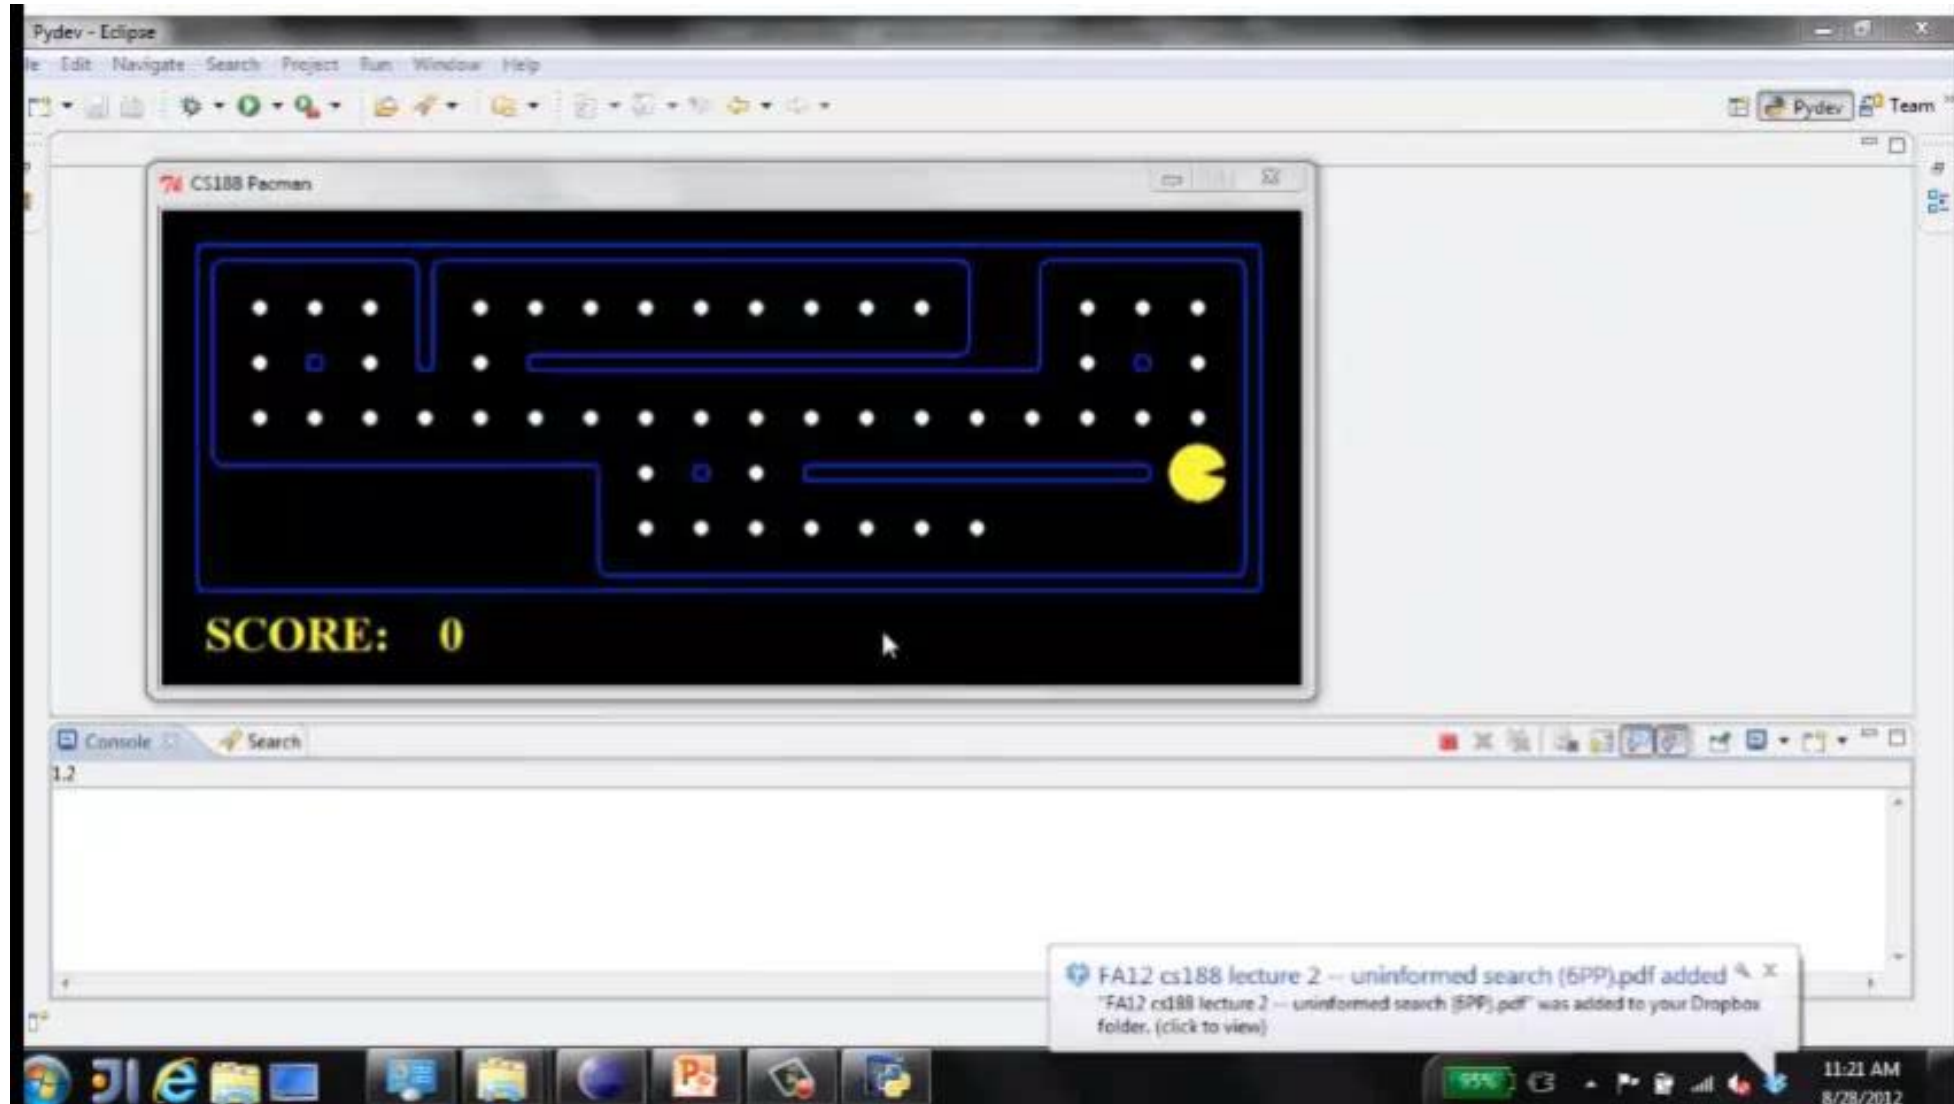 Pydev - Eclipse
le Edit Navigate Search Project Run Window Help
Pydev Team
CS188 Pacman
SCORE: 0
Console Search
1.2
FA12 cs188 lecture 2 -- uninformed search (6PP).pdf added
"FA12 cs188 lecture 2 -- uninformed search (6PP).pdf" was added to your Dropbox
folder. (click to view)
95%
11:21 AM
8/28/2012